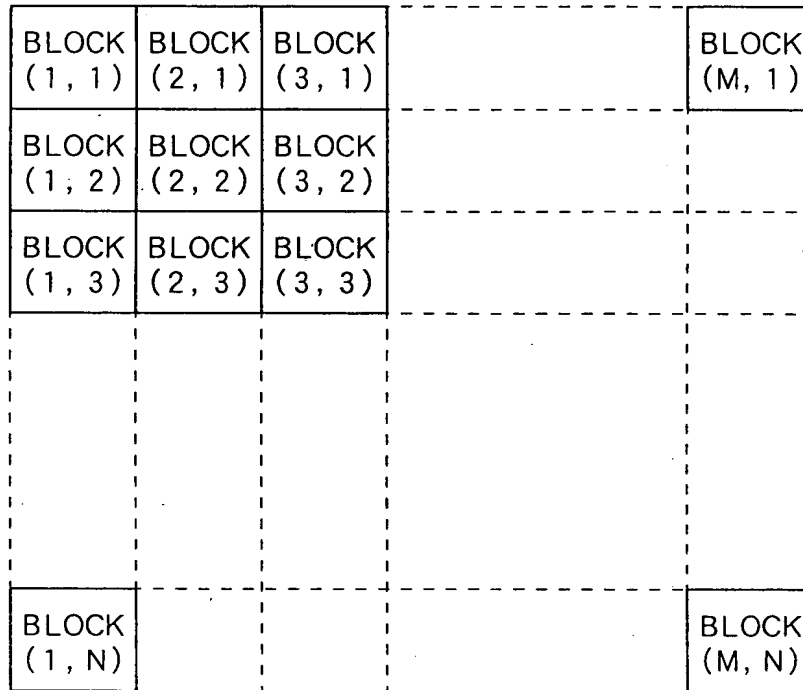 BLOCK BLOCK BLOCK BLOCK
(1, 1) (2, 1) (3, 1) (M, 1)
BLOCK BLOCK BLOCK
(1, 2) (2, 2) (3, 2)
BLOCK BLOCK BLOCK
(1, 3) (2, 3) (3, 3)
BLOCK BLOCK
(1, N) (M, N)